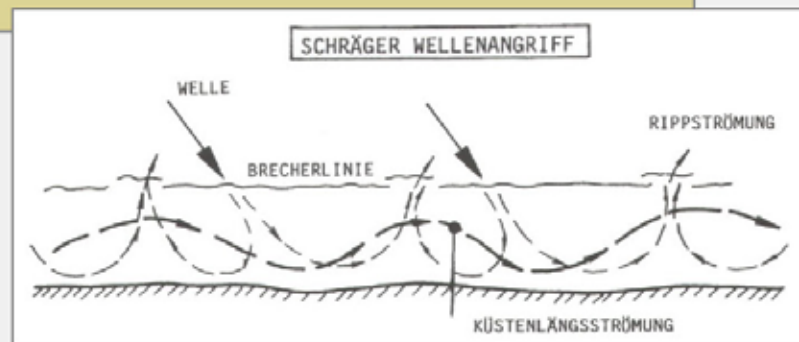 SCHRÄGER WELLENANGRIFF
WELLE
RIPPSTRÖMUNG
BRECHERLINIE
KÜSTENLÄNGSSTRÖMUNG